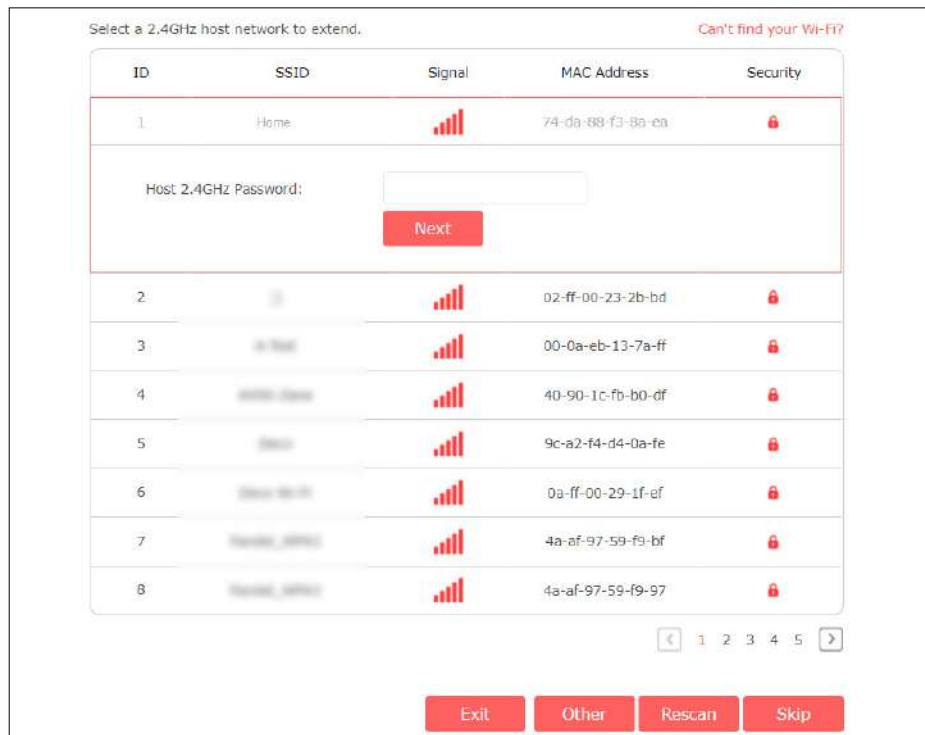 Select a 2.4GHz host network to extend. Can't find your Wi-Fi?
ID SSID Signal MAC Address Security
1 Home 74-da-88-f3-8a-ea
Host 2.4GHz Password:
Next
2 02-ff-00-23-2b-bd
3 00-0a-eb-13-7a-ff
4 40-90-1c-fb-b0-df
5 9c-a2-f4-d4-0a-fe
6 0a-ff-00-29-1f-ef
7 4a-af-97-59-f9-bf
8 4a-af-97-59-f9-97
< 1 2 3 4 5 >
Exit Other Rescan Skip